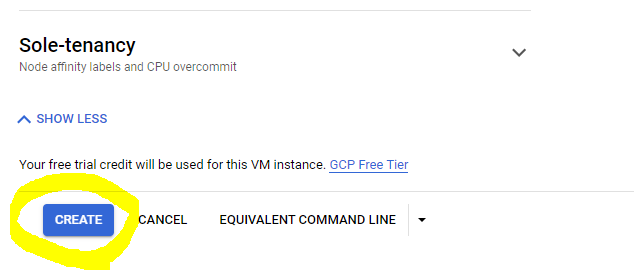 Sole-tenancy
Node affinity labels and CPU overcommit
SHOW LESS
Your free trial credit will be used for this VM instance. GCP Free Tier
CREATE CANCEL EQUIVALENT COMMAND LINE